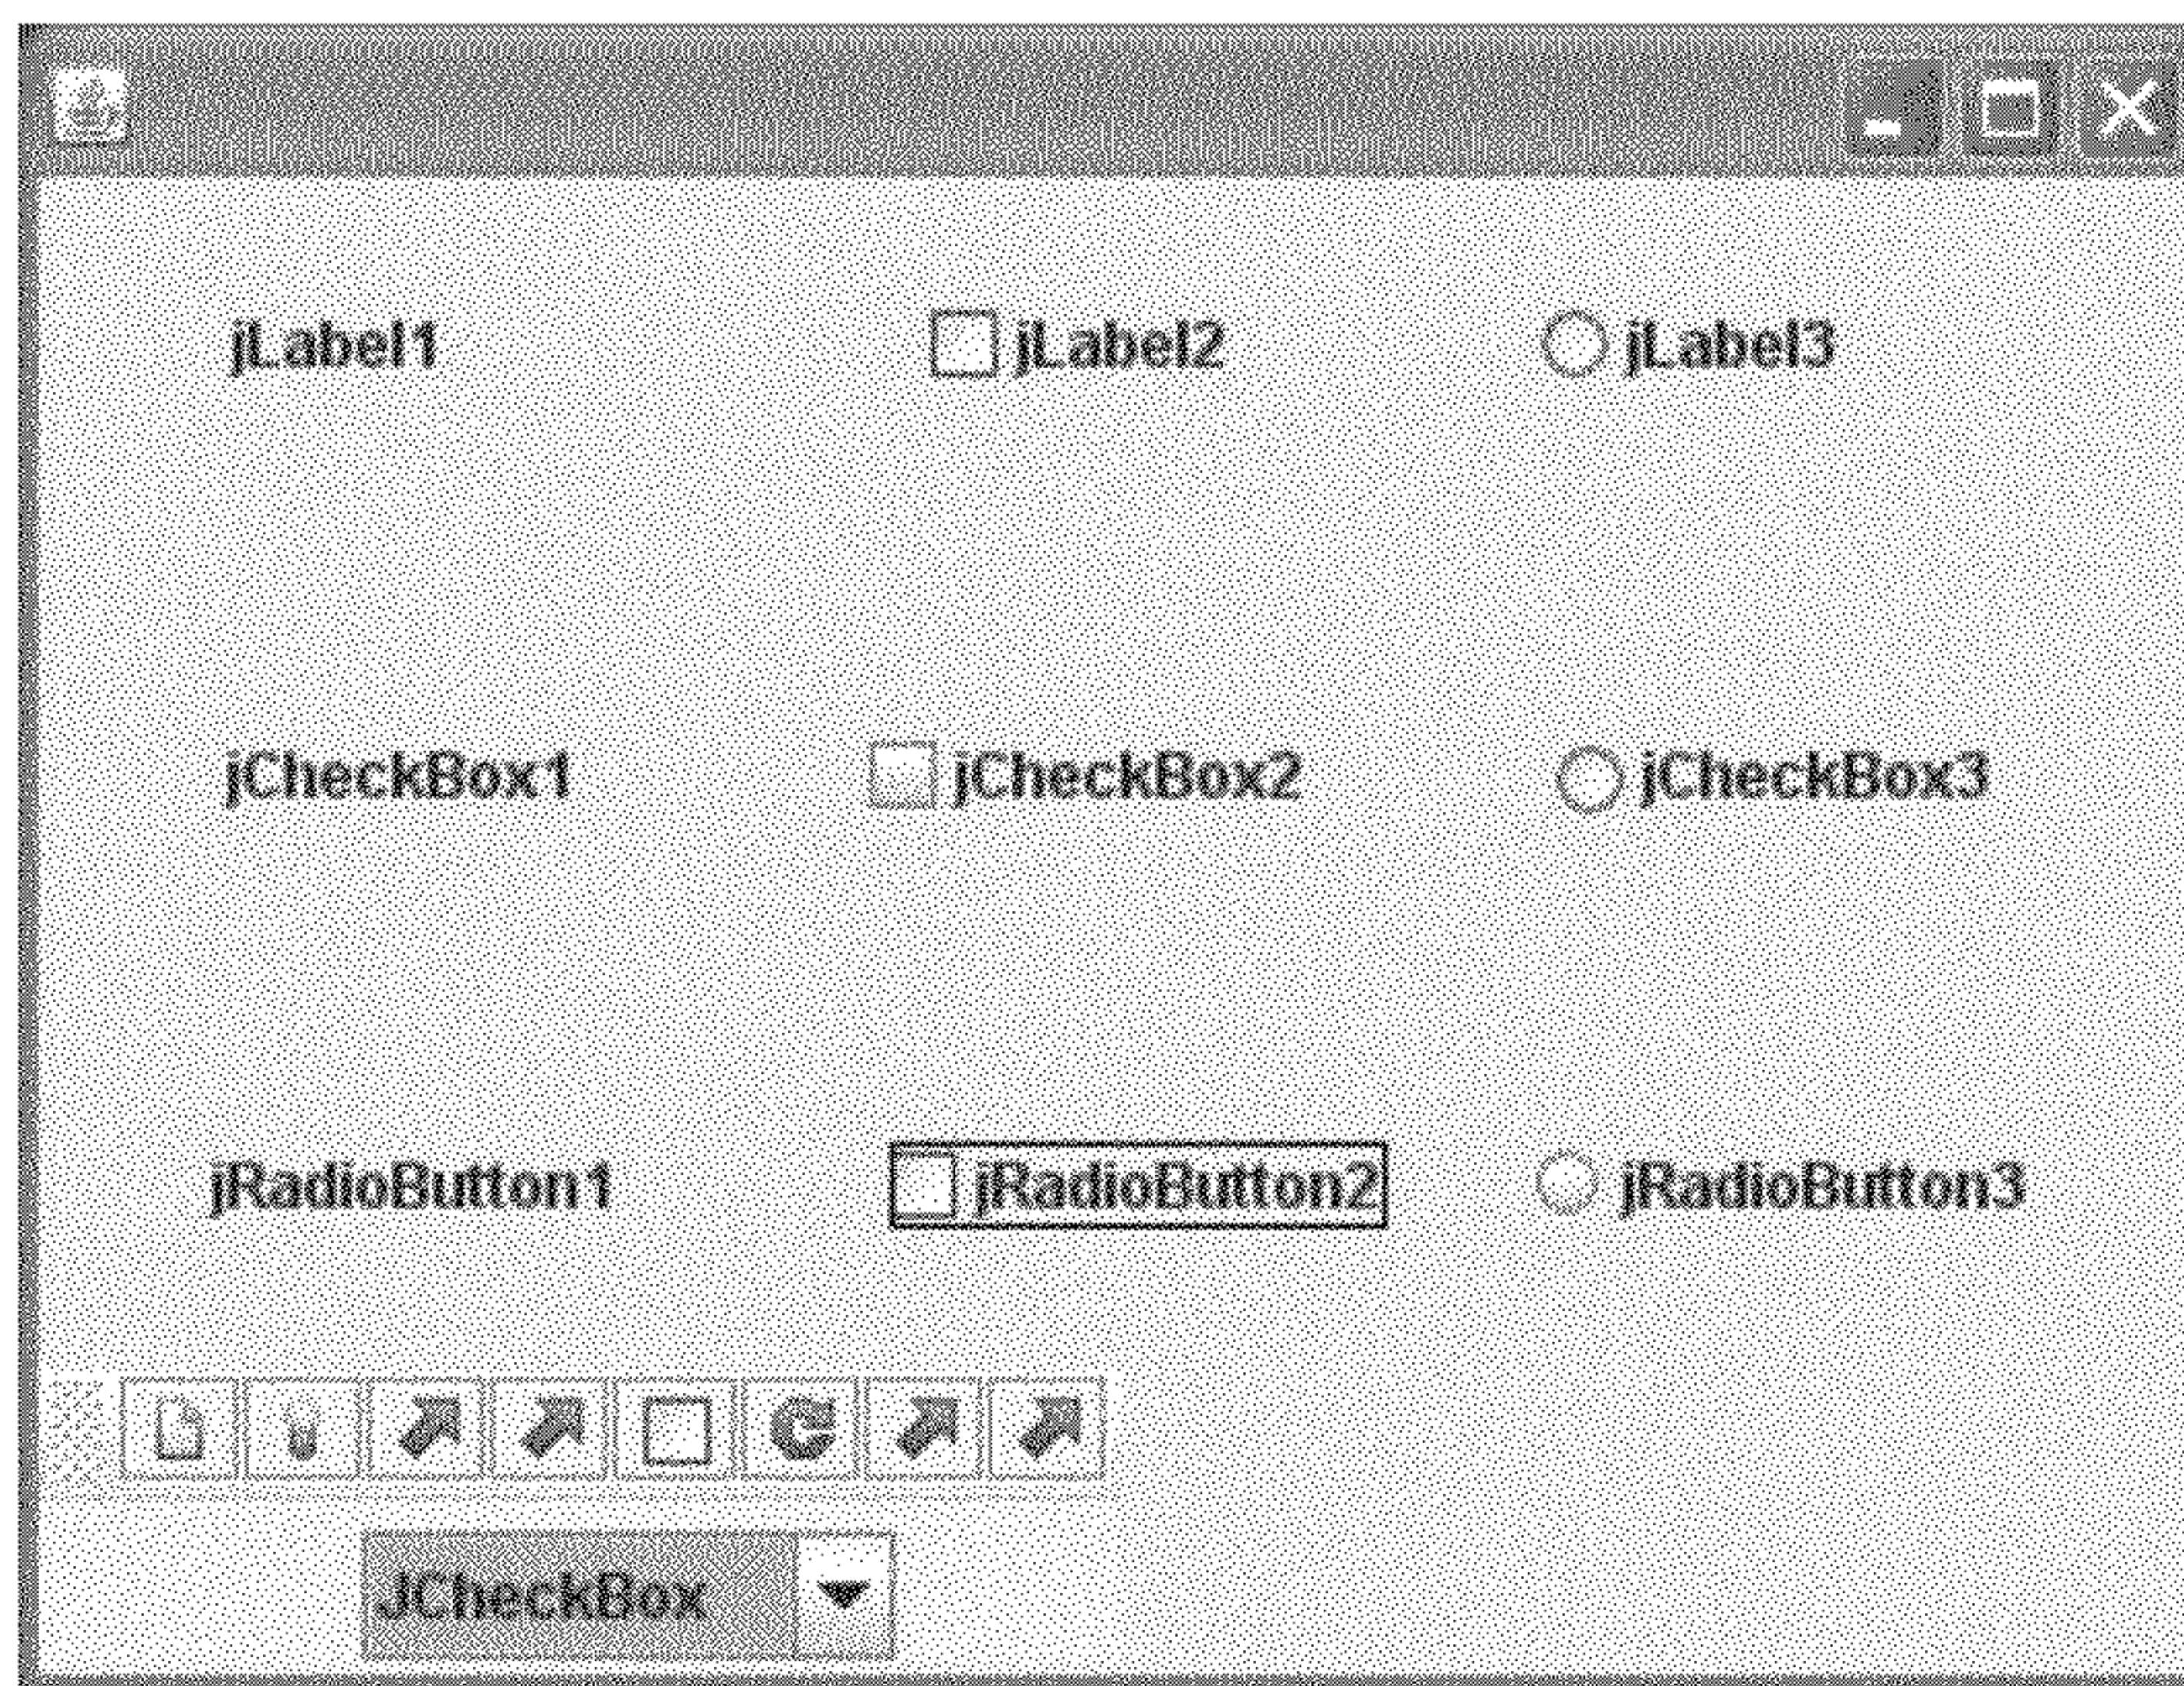 jLabel1 jLabel2 jLabel3
jCheckBox1 jCheckBox2 jCheckBox3
jRadioButton1 jRadioButton2 jRadioButton3
JCheckBox